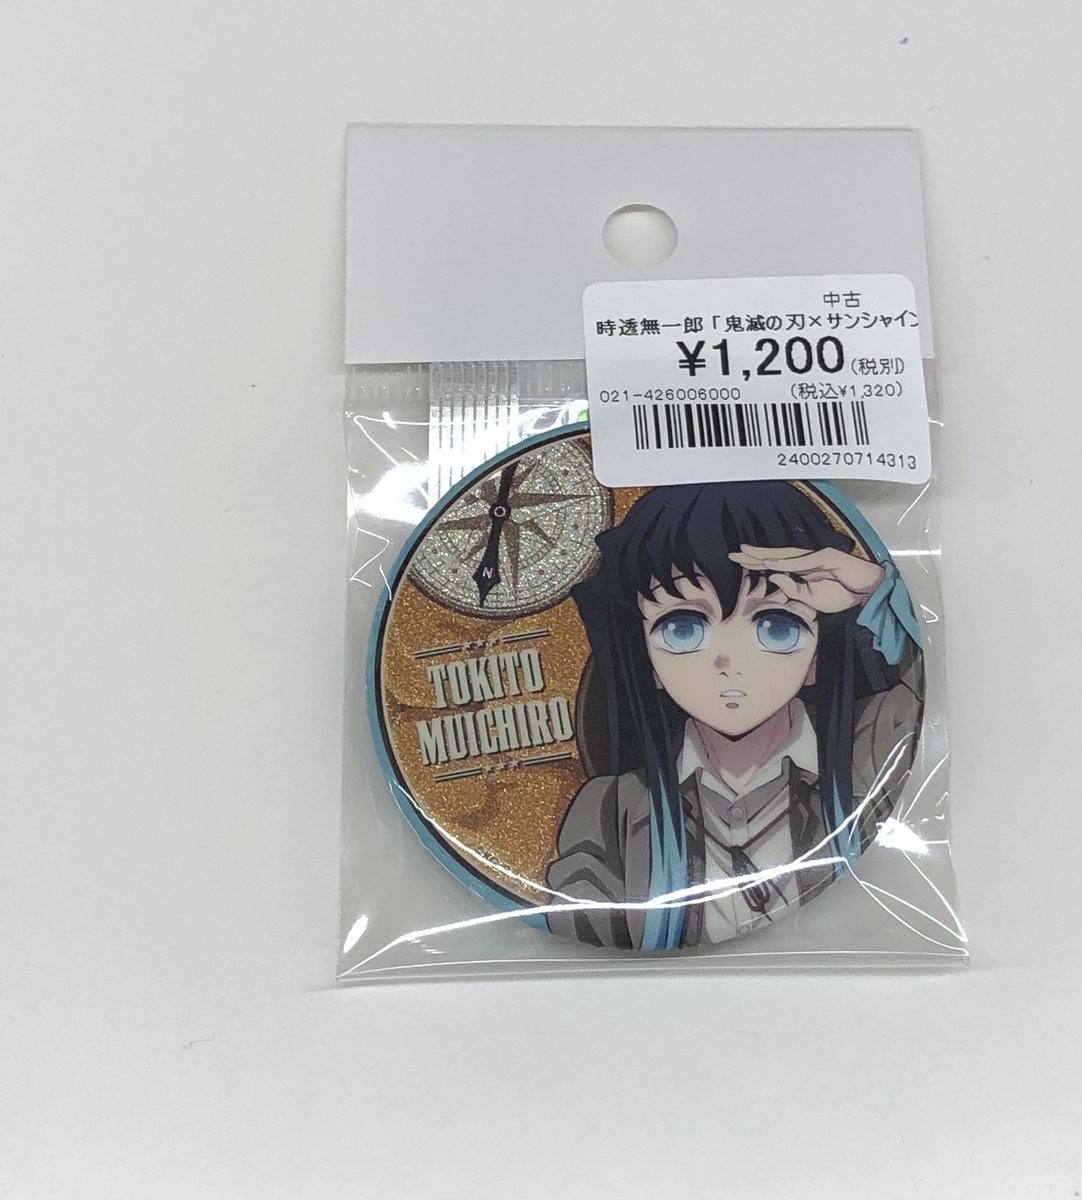 中古
時透無一郎「鬼滅の刃×サンシャイン
¥1,200(税別)
021-426006000 (税込¥1,320)
2400270714313
N
TOKITO
MUICHIRO